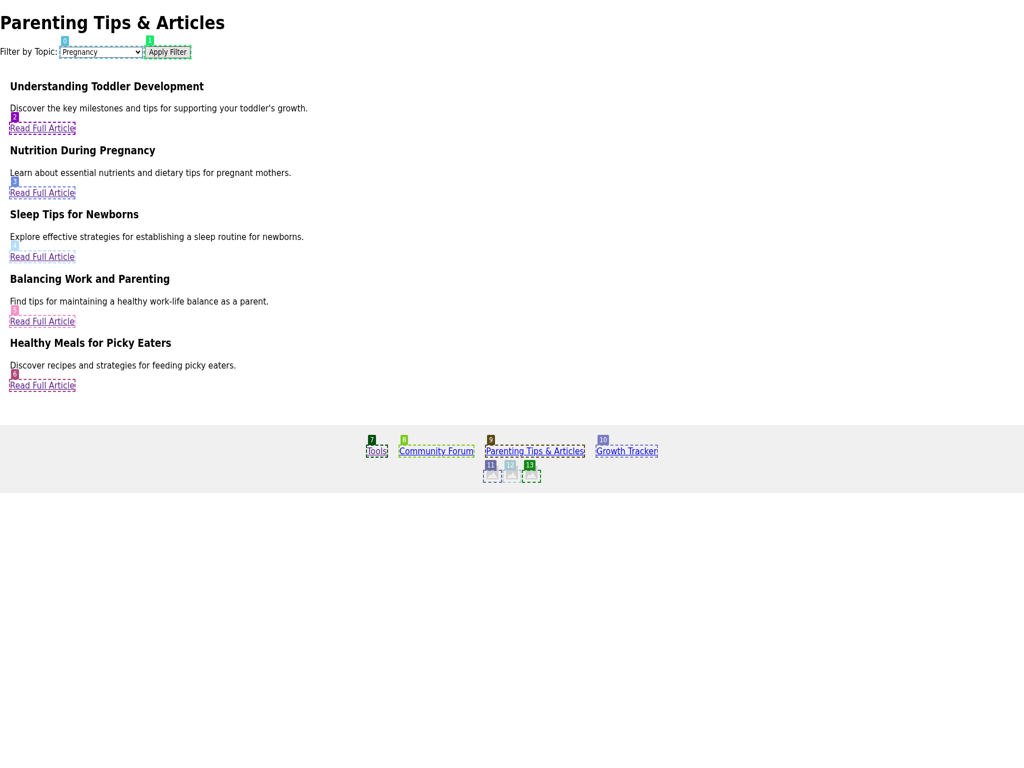 Parenting Tips & Articles
0 1
Filter by Topic: Pregnancy Apply Filter
Understanding Toddler Development
Discover the key milestones and tips for supporting your toddler's growth.
2
Read Full Article
Nutrition During Pregnancy
Learn about essential nutrients and dietary tips for pregnant mothers.
3
Read Full Article
Sleep Tips for Newborns
Explore effective strategies for establishing a sleep routine for newborns.
4
Read Full Article
Balancing Work and Parenting
Find tips for maintaining a healthy work-life balance as a parent.
5
Read Full Article
Healthy Meals for Picky Eaters
Discover recipes and strategies for feeding picky eaters.
6
Read Full Article
7 8 9 10
Tools Community Forum Parenting Tips & Articles Growth Tracker
11 12 13